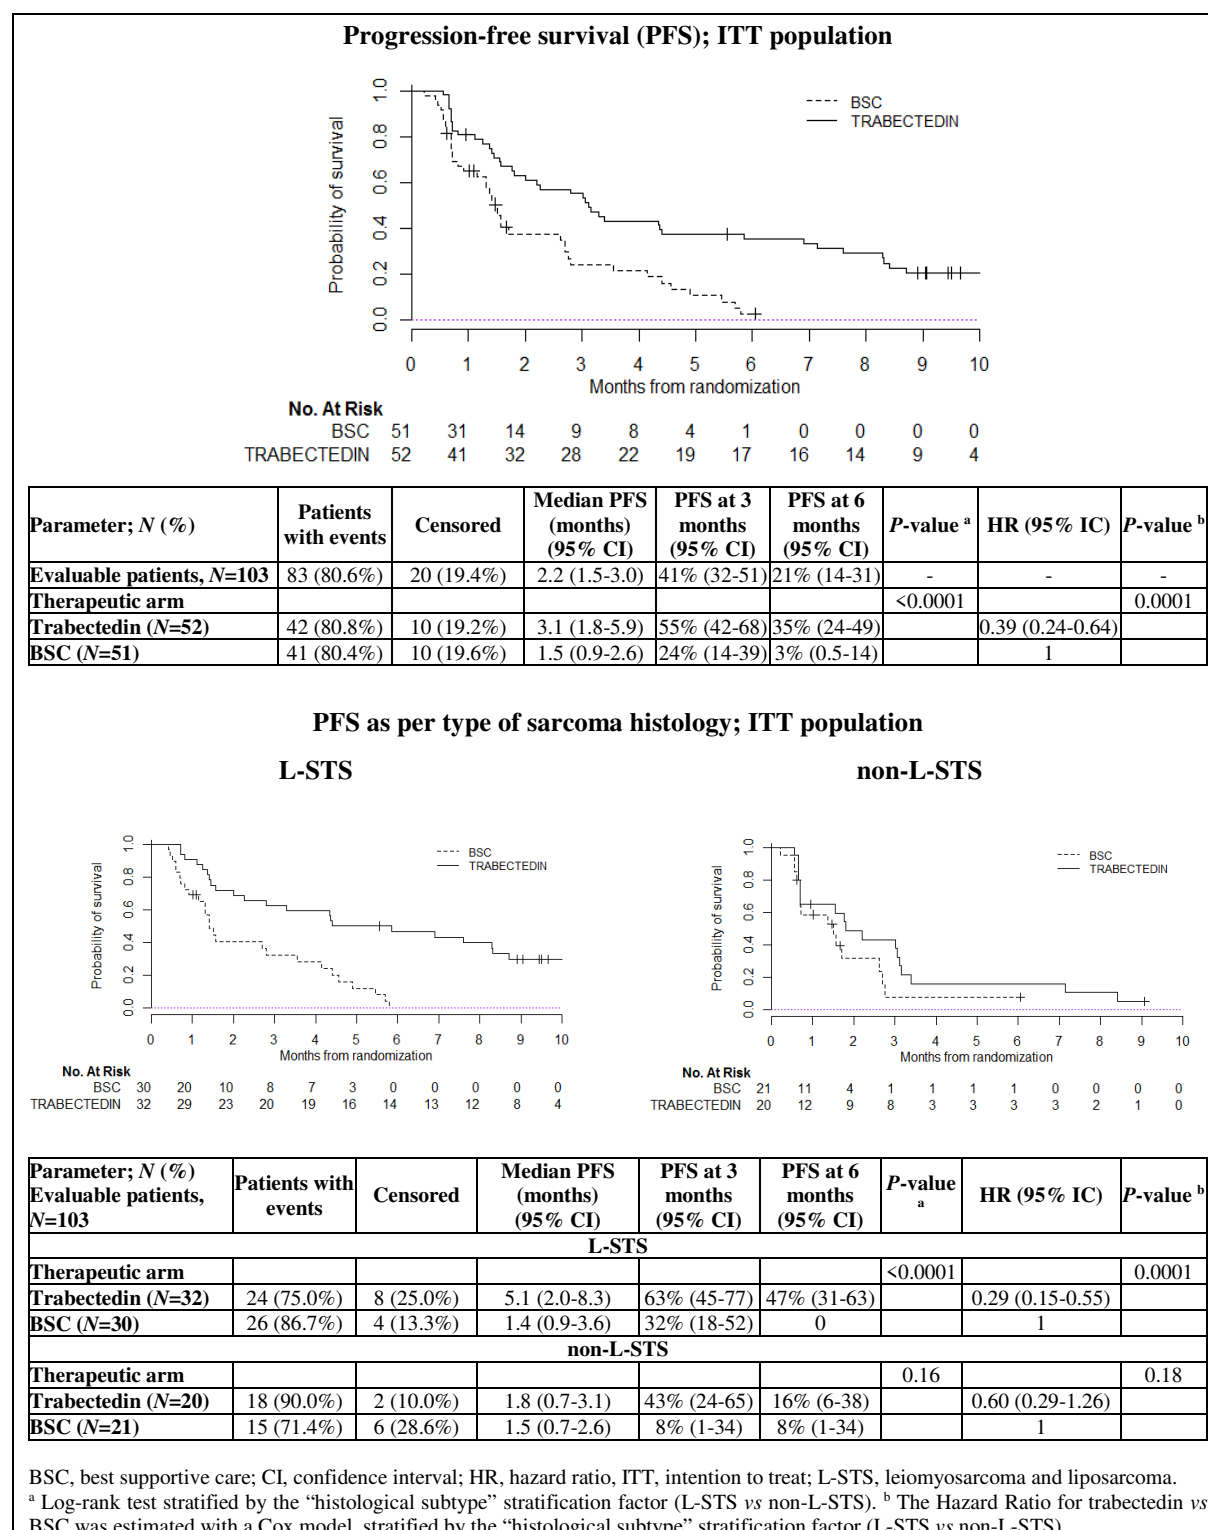 Progression-free survival (PFS); ITT population
BSC
TRABECTEDIN
Probability of survival
1.0
0.8
0.6
0.4
0.2
0.0
0 1 2 3 4 5 6 7 8 9 10
Months from randomization
No. At Risk
BSC 51 31 14 9 8 4 1 0 0 0 0
TRABECTEDIN 52 41 32 28 22 19 17 16 14 9 4
Parameter; N (%) Patients with events Censored Median PFS (months) (95% CI) PFS at 3 months (95% CI) PFS at 6 months (95% CI) P-value a HR (95% IC) P-value b
Evaluable patients, N=103 83 (80.6%) 20 (19.4%) 2.2 (1.5-3.0) 41% (32-51) 21% (14-31) - - -
Therapeutic arm <0.0001 0.0001
Trabectedin (N=52) 42 (80.8%) 10 (19.2%) 3.1 (1.8-5.9) 55% (42-68) 35% (24-49) 0.39 (0.24-0.64)
BSC (N=51) 41 (80.4%) 10 (19.6%) 1.5 (0.9-2.6) 24% (14-39) 3% (0.5-14) 1
PFS as per type of sarcoma histology; ITT population
L-STS
BSC
TRABECTEDIN
Probability of survival
1.0
0.8
0.6
0.4
0.2
0.0
0 1 2 3 4 5 6 7 8 9 10
Months from randomization
No. At Risk
BSC 30 20 10 8 7 3 0 0 0 0 0
TRABECTEDIN 32 29 23 20 19 16 14 13 12 8 4
non-L-STS
BSC
TRABECTEDIN
Probability of survival
1.0
0.8
0.6
0.4
0.2
0.0
0 1 2 3 4 5 6 7 8 9 10
Months from randomization
No. At Risk
BSC 21 11 4 1 1 1 1 0 0 0 0
TRABECTEDIN 20 12 9 8 3 3 3 3 2 1 0
Parameter; N (%) Evaluable patients, N=103 Patients with events Censored Median PFS (months) (95% CI) PFS at 3 months (95% CI) PFS at 6 months (95% CI) P-value a HR (95% IC) P-value b
L-STS
Therapeutic arm <0.0001 0.0001
Trabectedin (N=32) 24 (75.0%) 8 (25.0%) 5.1 (2.0-8.3) 63% (45-77) 47% (31-63) 0.29 (0.15-0.55)
BSC (N=30) 26 (86.7%) 4 (13.3%) 1.4 (0.9-3.6) 32% (18-52) 0 1
non-L-STS
Therapeutic arm 0.16 0.18
Trabectedin (N=20) 18 (90.0%) 2 (10.0%) 1.8 (0.7-3.1) 43% (24-65) 16% (6-38) 0.60 (0.29-1.26)
BSC (N=21) 15 (71.4%) 6 (28.6%) 1.5 (0.7-2.6) 8% (1-34) 8% (1-34) 1
BSC, best supportive care; CI, confidence interval; HR, hazard ratio, ITT, intention to treat; L-STS, leiomyosarcoma and liposarcoma.
a Log-rank test stratified by the “histological subtype” stratification factor (L-STS vs non-L-STS). b The Hazard Ratio for trabectedin vs
BSC was estimated with a Cox model, stratified by the “histological subtype” stratification factor (L-STS vs non-L-STS)